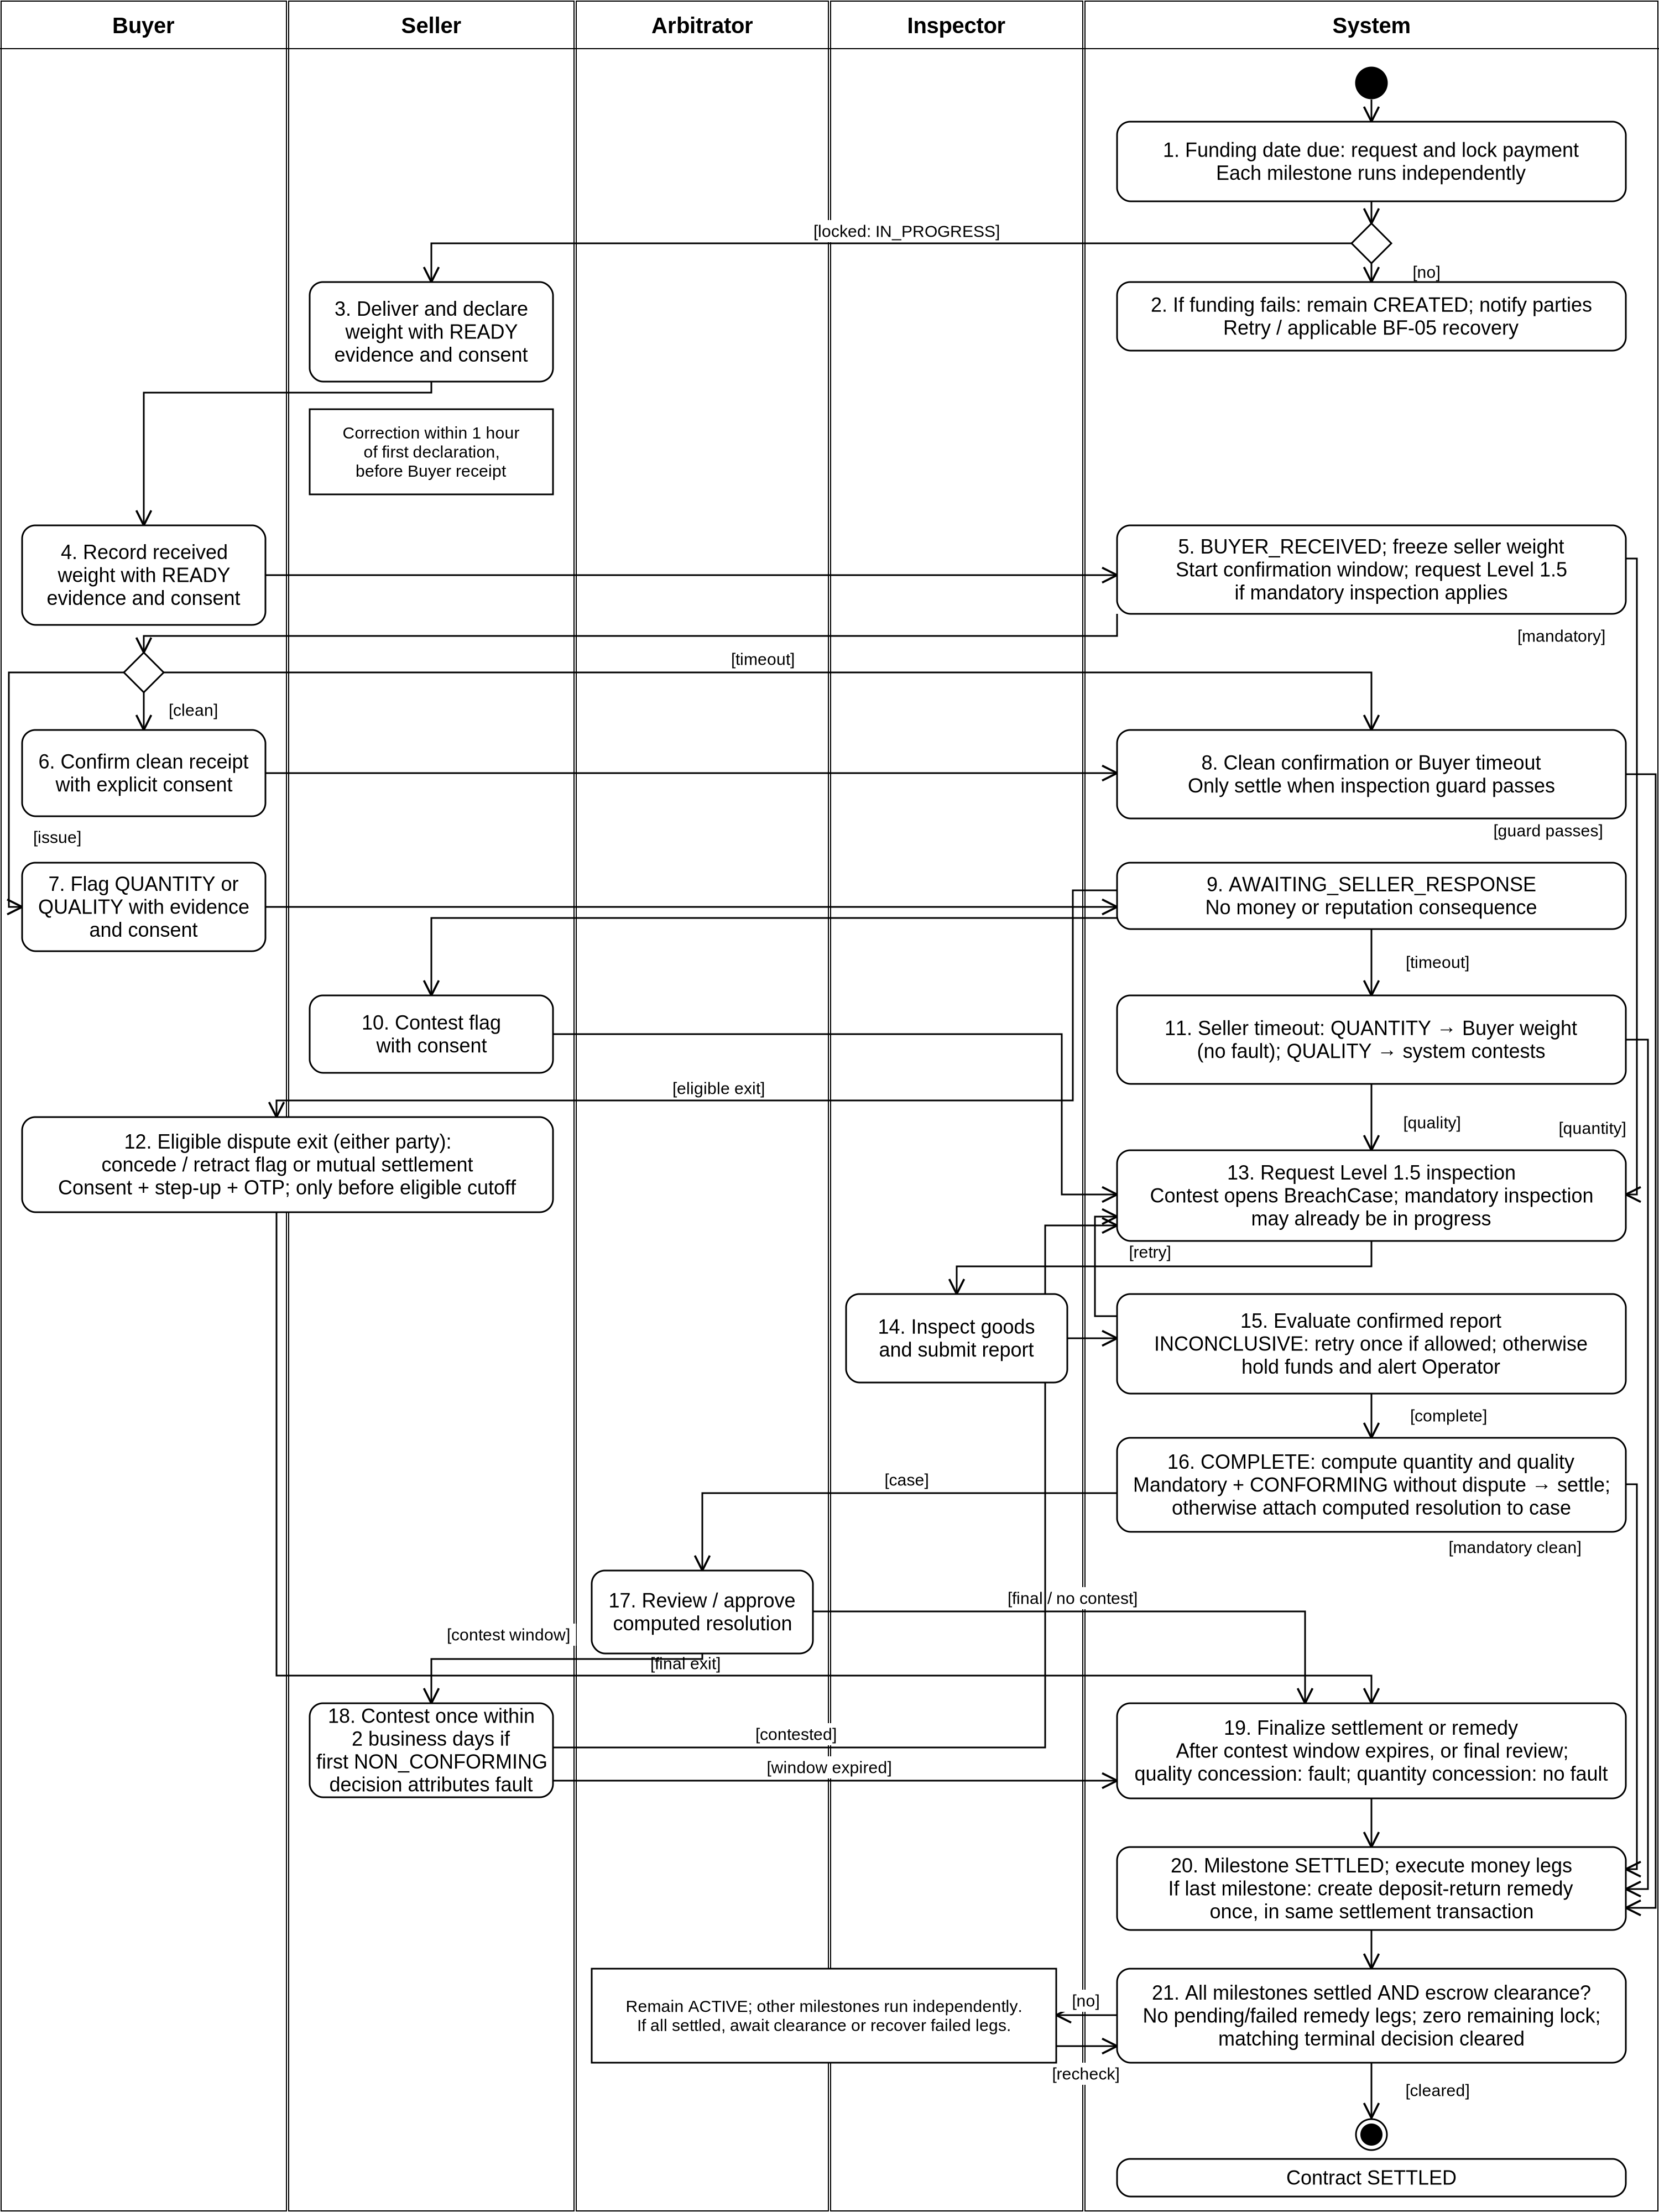 Buyer
Seller
Arbitrator
Inspector
System
1. Funding date due: request and lock payment
Each milestone runs independently
[locked: IN_PROGRESS]
[no]
2. If funding fails: remain CREATED; notify parties
Retry / applicable BF-05 recovery
3. Deliver and declare
weight with READY
evidence and consent
Correction within 1 hour
of first declaration,
before Buyer receipt
4. Record received
weight with READY
evidence and consent
5. BUYER_RECEIVED; freeze seller weight
Start confirmation window; request Level 1.5
if mandatory inspection applies
[mandatory]
[timeout]
[clean]
6. Confirm clean receipt
with explicit consent
8. Clean confirmation or Buyer timeout
Only settle when inspection guard passes
[guard passes]
[issue]
7. Flag QUANTITY or
QUALITY with evidence
and consent
9. AWAITING_SELLER_RESPONSE
No money or reputation consequence
[timeout]
10. Contest flag
with consent
11. Seller timeout: QUANTITY → Buyer weight
(no fault); QUALITY → system contests
[eligible exit]
[quality]
[quantity]
12. Eligible dispute exit (either party):
concede / retract flag or mutual settlement
Consent + step-up + OTP; only before eligible cutoff
13. Request Level 1.5 inspection
Contest opens BreachCase; mandatory inspection
may already be in progress
[retry]
14. Inspect goods
and submit report
15. Evaluate confirmed report
INCONCLUSIVE: retry once if allowed; otherwise
hold funds and alert Operator
[complete]
16. COMPLETE: compute quantity and quality
Mandatory + CONFORMING without dispute → settle;
otherwise attach computed resolution to case
[case]
[mandatory clean]
17. Review / approve
computed resolution
[final / no contest]
[contest window]
[final exit]
18. Contest once within
2 business days if
first NON_CONFORMING
decision attributes fault
[contested]
[window expired]
19. Finalize settlement or remedy
After contest window expires, or final review;
quality concession: fault; quantity concession: no fault
20. Milestone SETTLED; execute money legs
If last milestone: create deposit-return remedy
once, in same settlement transaction
Remain ACTIVE; other milestones run independently.
If all settled, await clearance or recover failed legs.
[no]
[recheck]
21. All milestones settled AND escrow clearance?
No pending/failed remedy legs; zero remaining lock;
matching terminal decision cleared
[cleared]
Contract SETTLED